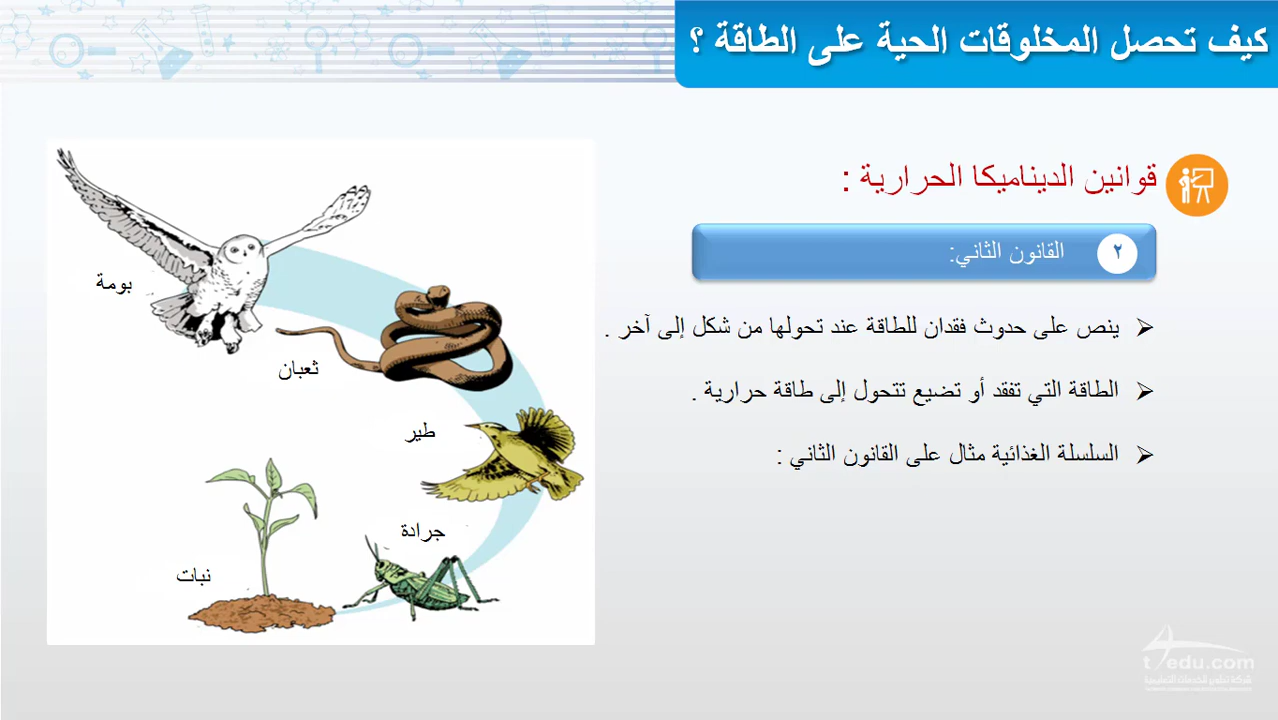 كيف تحصل المخلوقات الحية على الطاقة ؟
قوانين الديناميكا الحرارية :
٢ القانون الثاني:
ينص على حدوث فقدان للطاقة عند تحولها من شكل إلى آخر .
الطاقة التي تفقد أو تضيع تتحول إلى طاقة حرارية .
السلسلة الغذائية مثال على القانون الثاني :
بومة
ثعبان
طير
جرادة
نبات
t4edu.com